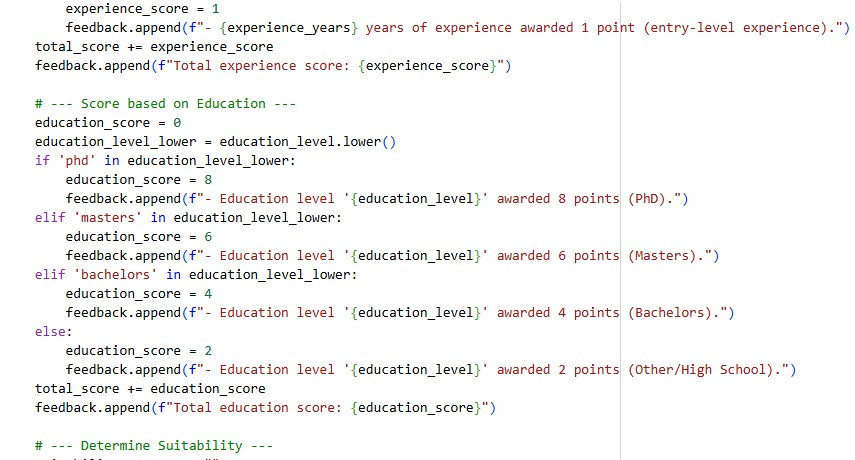 experience_score = 1
feedback.append(f"- {experience_years} years of experience awarded 1 point (entry-level experience).")
total_score += experience_score
feedback.append(f"Total experience score: {experience_score}")
# --- Score based on Education ---
education_score = 0
education_level_lower = education_level.lower()
if 'phd' in education_level_lower:
education_score = 8
feedback.append(f"- Education level '{education_level}' awarded 8 points (PhD).")
elif 'masters' in education_level_lower:
education_score = 6
feedback.append(f"- Education level '{education_level}' awarded 6 points (Masters).")
elif 'bachelors' in education_level_lower:
education_score = 4
feedback.append(f"- Education level '{education_level}' awarded 4 points (Bachelors).")
else:
education_score = 2
feedback.append(f"- Education level '{education_level}' awarded 2 points (Other/High School).")
total_score += education_score
feedback.append(f"Total education score: {education_score}")
# --- Determine Suitability ---